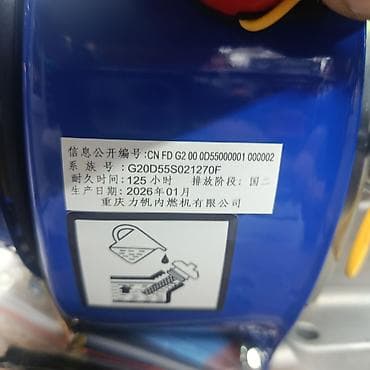 信息公开编号:CN FD G2 00 0D55000001 000002
系 族 号 :G20D55S021270F
耐久时间:125 小时 排放阶段: 国二
生产日期:2026年01月
重庆力帆内燃机有限公司